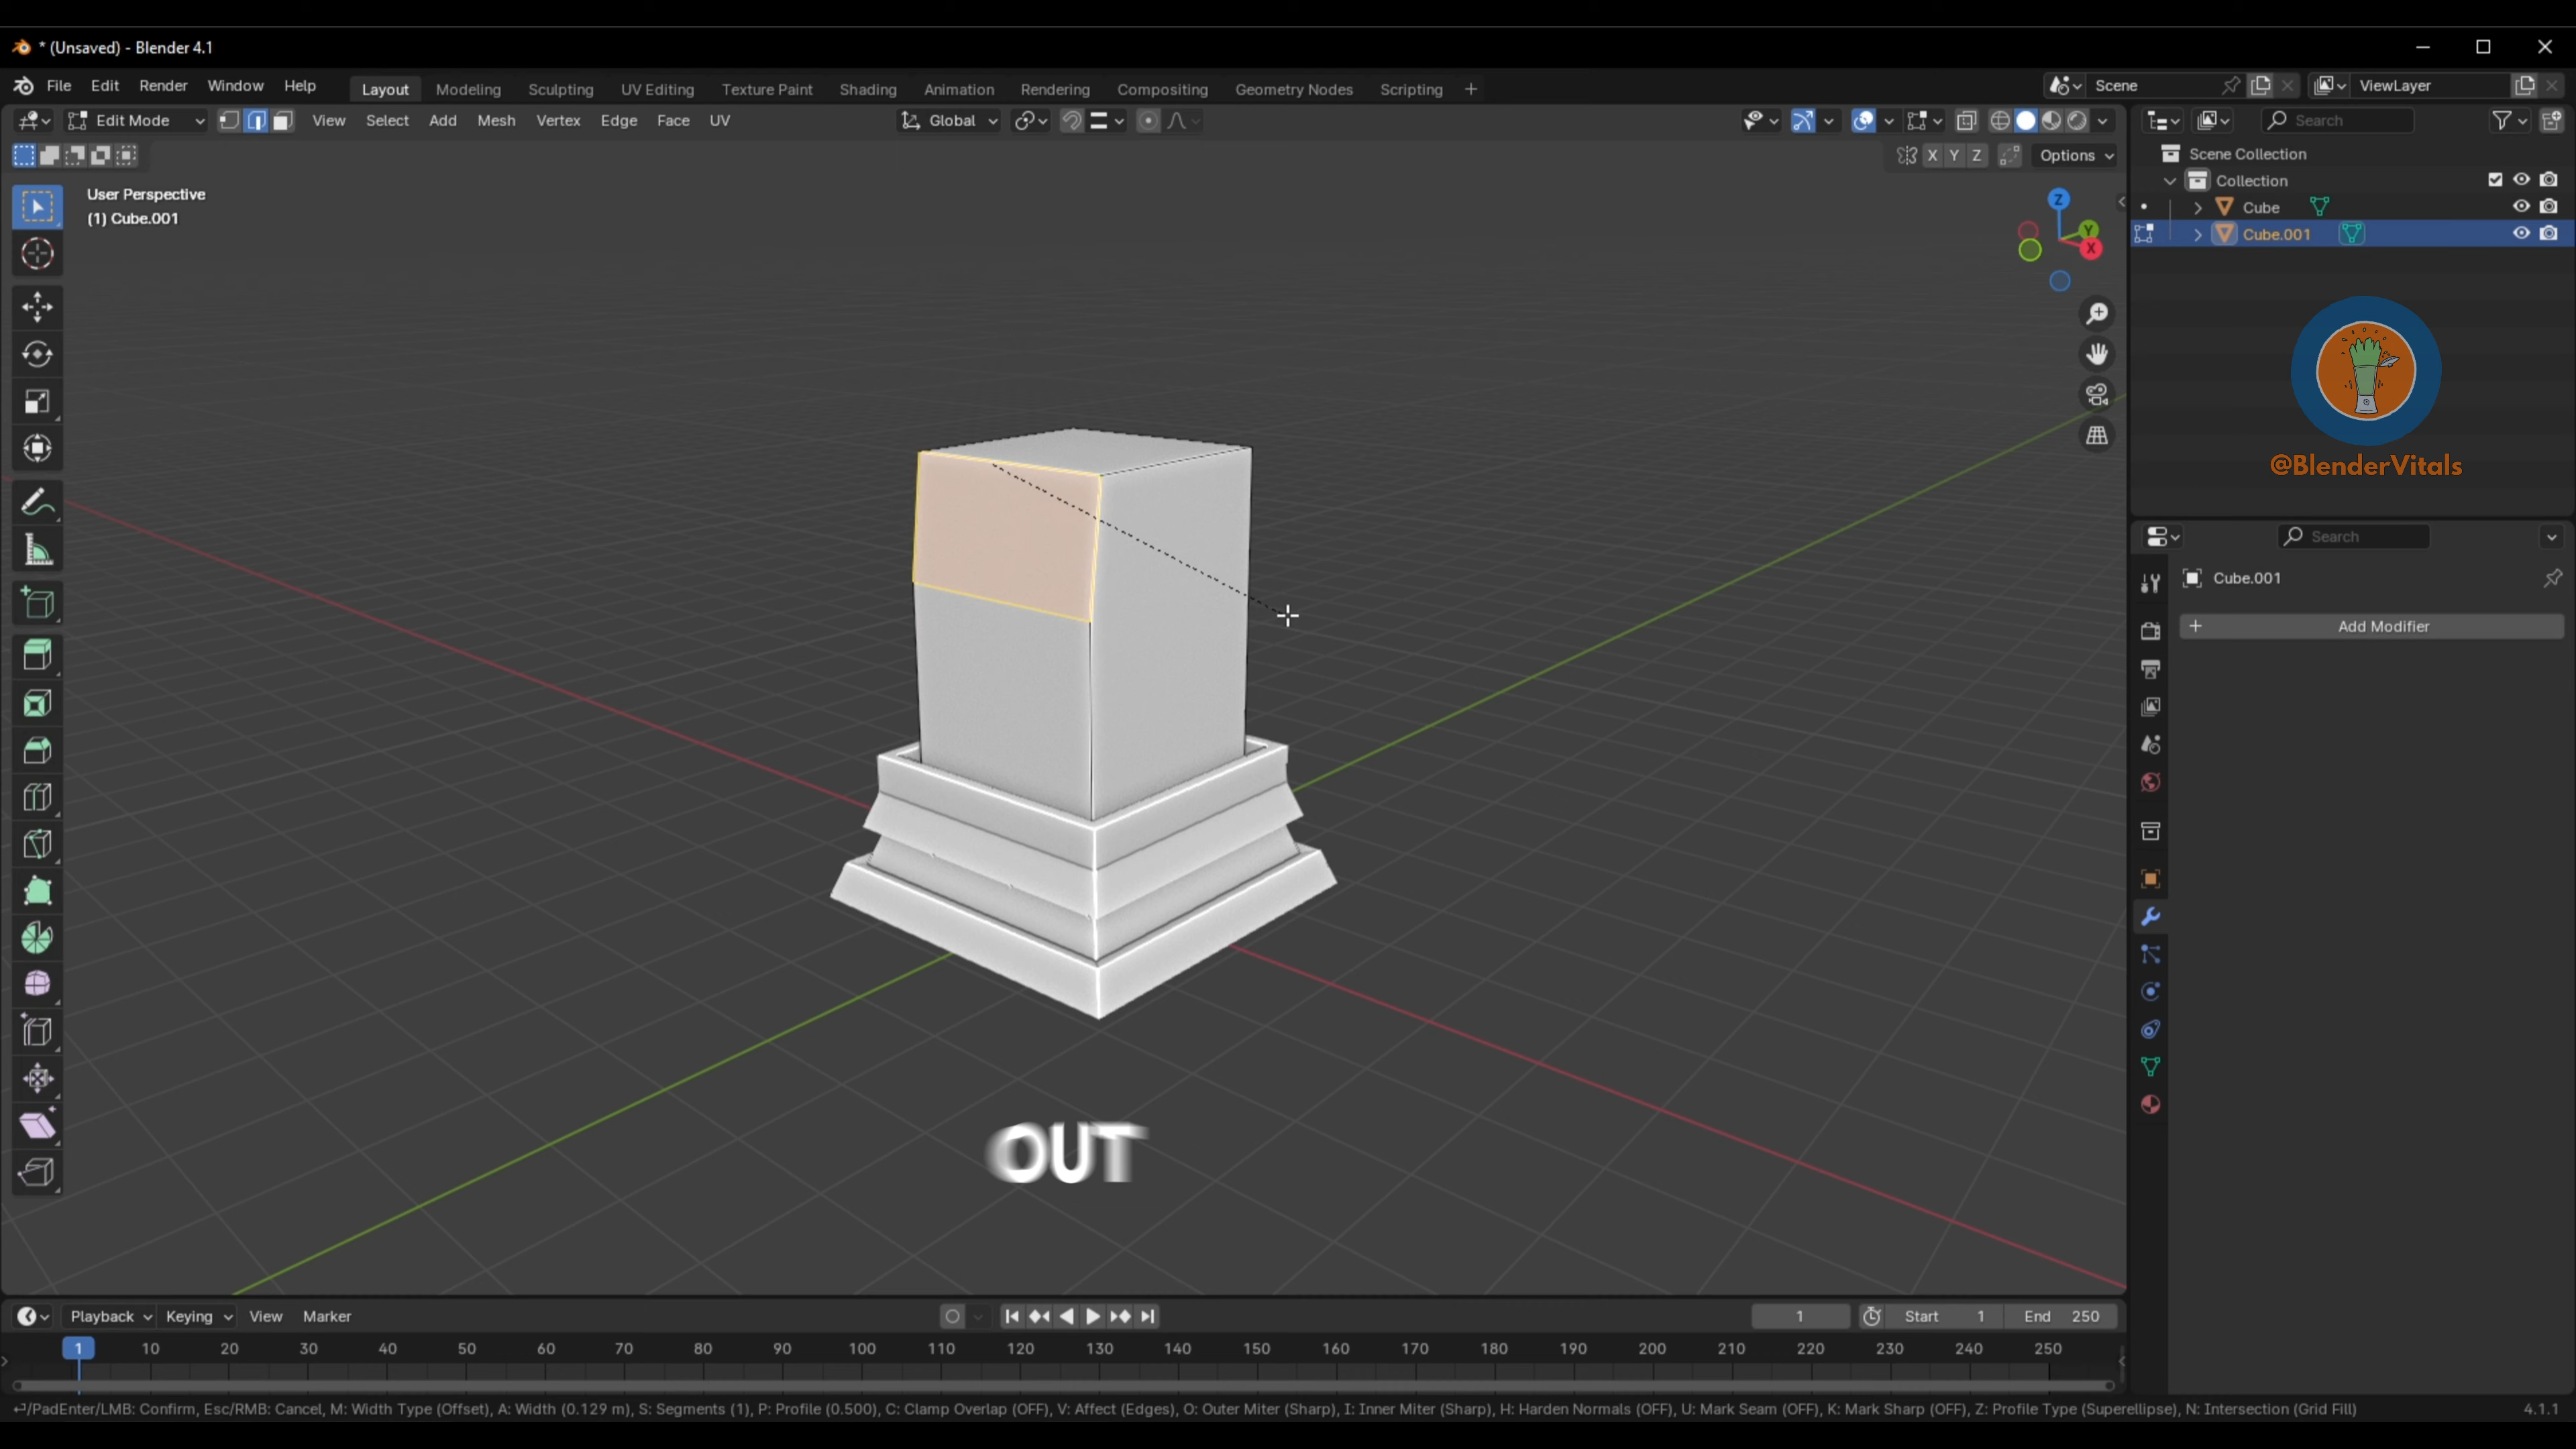 * (Unsaved) - Blender 4.1
File Edit Render Window Help Layout Modeling Sculpting UV Editing Texture Paint Shading Animation Rendering Compositing Geometry Nodes Scripting + Scene ViewLayer
Edit Mode View Select Add Mesh Vertex Edge Face UV Global Search
X Y Z Options
User Perspective
(1) Cube.001
Z
Y
X
Scene Collection
Collection
Cube
Cube.001
@BlenderVitals
Search
Cube.001
+ Add Modifier
OUT
Playback Keying View Marker 1 Start 1 End 250
1 10 20 30 40 50 60 70 80 90 100 110 120 130 140 150 160 170 180 190 200 210 220 230 240 250
⏎/PadEnter/LMB: Confirm, Esc/RMB: Cancel, M: Width Type (Offset), A: Width (0.129 m), S: Segments (1), P: Profile (0.500), C: Clamp Overlap (OFF), V: Affect (Edges), O: Outer Miter (Sharp), I: Inner Miter (Sharp), H: Harden Normals (OFF), U: Mark Seam (OFF), K: Mark Sharp (OFF), Z: Profile Type (Superellipse), N: Intersection (Grid Fill) 4.1.1